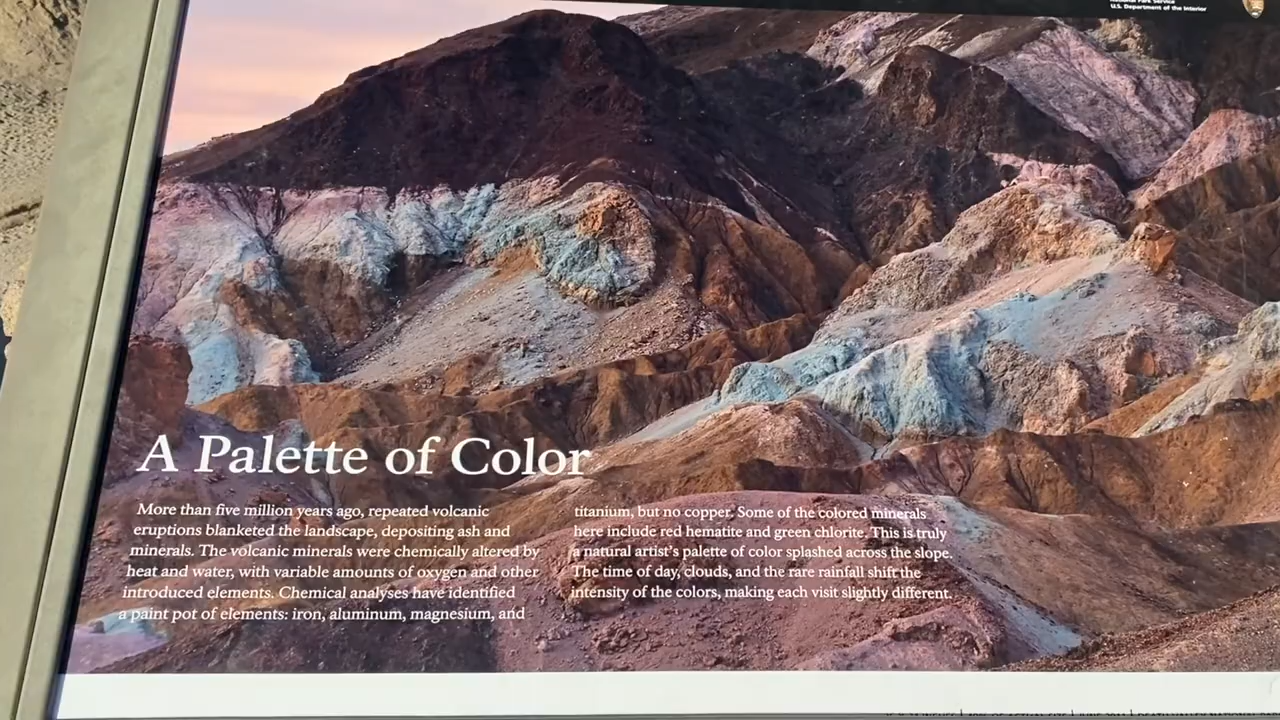 National Park Service
U.S. Department of the Interior
A Palette of Color
More than five million years ago, repeated volcanic
eruptions blanketed the landscape, depositing ash and
minerals. The volcanic minerals were chemically altered by
heat and water, with variable amounts of oxygen and other
introduced elements. Chemical analyses have identified
a paint pot of elements: iron, aluminum, magnesium, and
titanium, but no copper. Some of the colored minerals
here include red hematite and green chlorite. This is truly
a natural artist's palette of color splashed across the slope.
The time of day, clouds, and the rare rainfall shift the
intensity of the colors, making each visit slightly different.